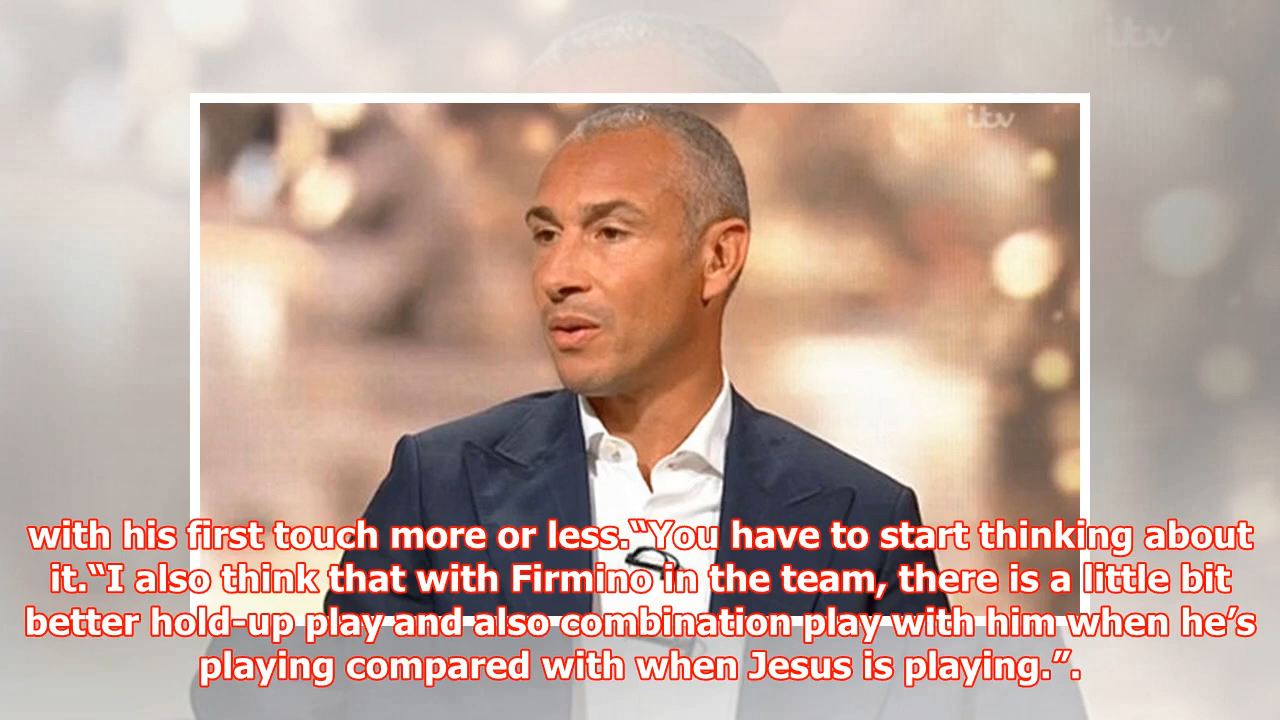 itv
itv
with his first touch more or less.“You have to start thinking about
it.“I also think that with Firmino in the team, there is a little bit
better hold-up play and also combination play with him when he’s
playing compared with when Jesus is playing.”.